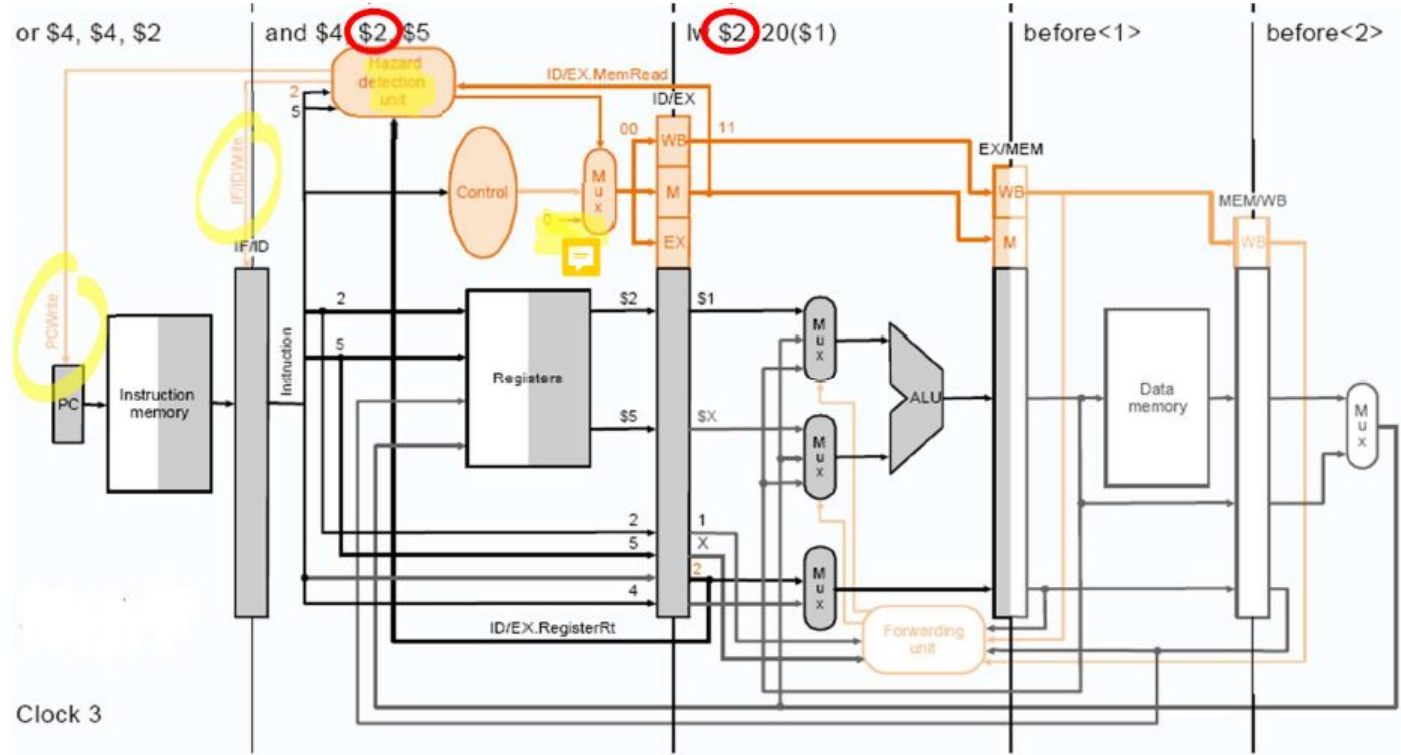 or $4, $4, $2
and $4, $2, $5
lw $2, 20($1)
before<1>
before<2>
Hazard
detection
unit
ID/EX.MemRead
2
5
ID/EX
IF/IDWrite
PCWrite
00
WB
11
EX/MEM
Control
M
u
x
0
M
WB
MEM/WB
EX
M
WB
IF/ID
2
$2
$1
M
u
x
Instruction
5
Registers
PC
Instruction
memory
ALU
Data
memory
M
u
x
$5
$X
M
u
x
2
1
5
X
2
4
M
u
x
ID/EX.RegisterRt
Forwarding
unit
Clock 3